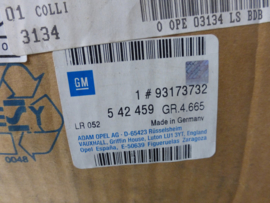 01 COLLI
3134
0 OPE 03134 LS BDB
GM
1 # 93173732
5 42 459 GR.4.665
LR 052
Made in Germany
ADAM OPEL AG - D-65423 Rüsselsheim
VAUXHALL, Griffin House, Luton LU1 3YT, England
Opel España, E-50639 Figueruelas Zaragoza
0048